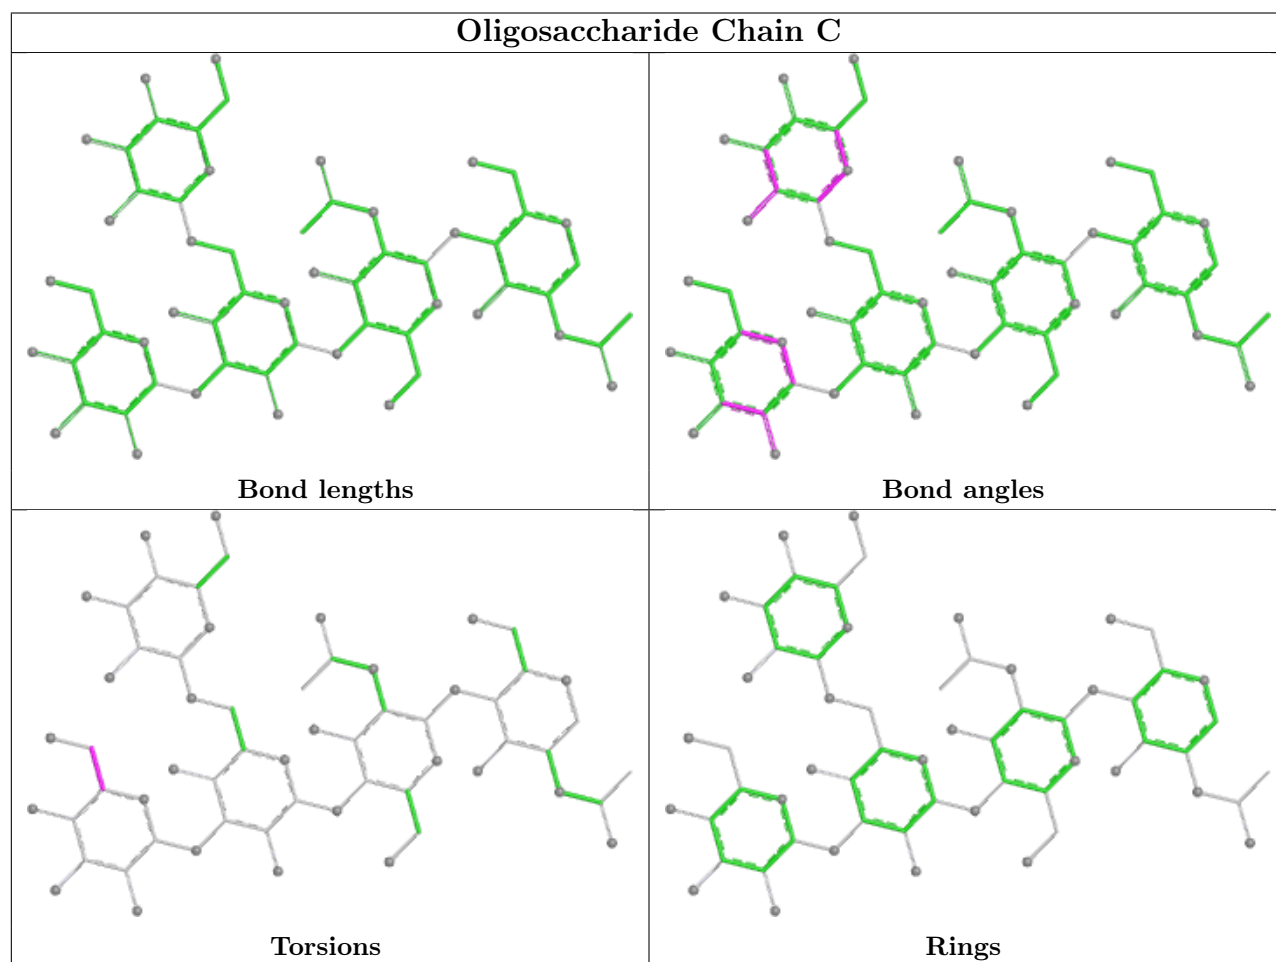 Oligosaccharide Chain C
Bond lengths
Bond angles
Torsions
Rings